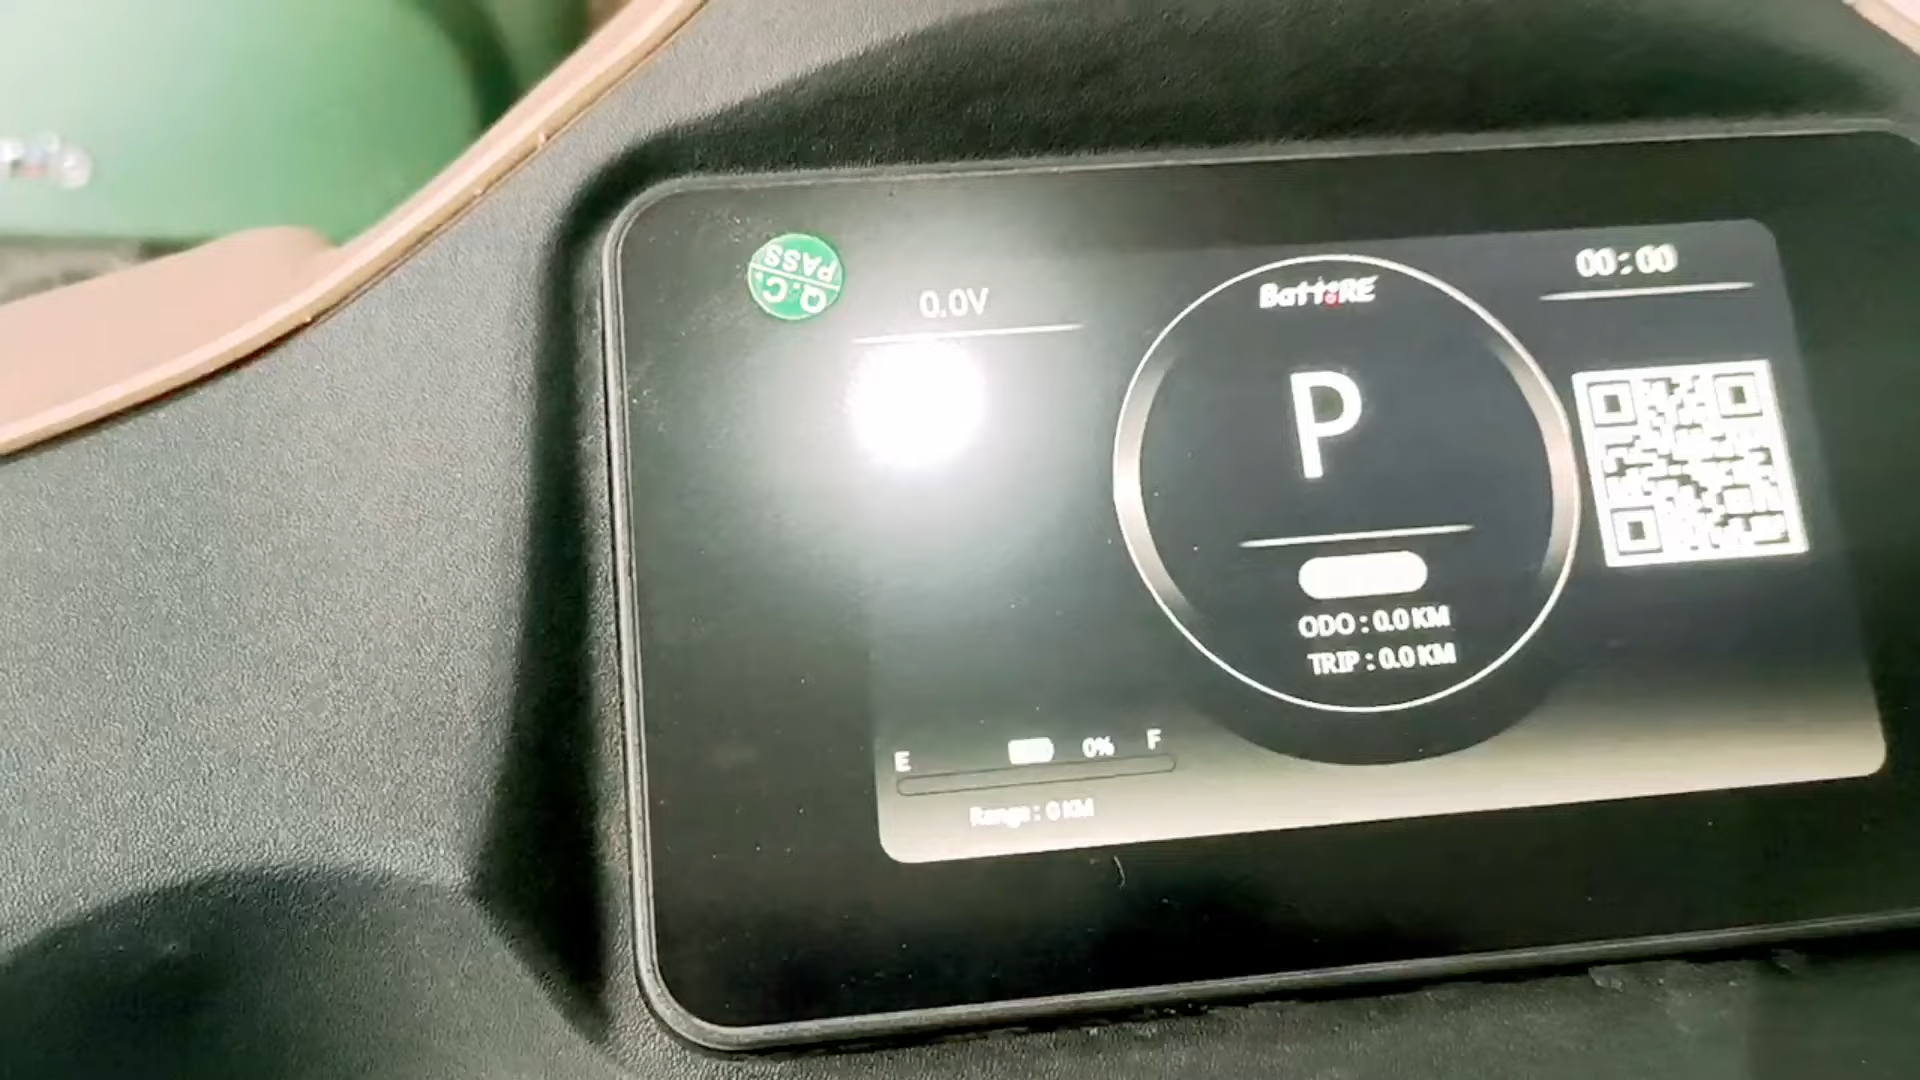 Q.C.
PASS
0.0V
BattRE
00:00
P
ODO : 0.0 KM
TRIP : 0.0 KM
E
0%
F
Range : 0 KM